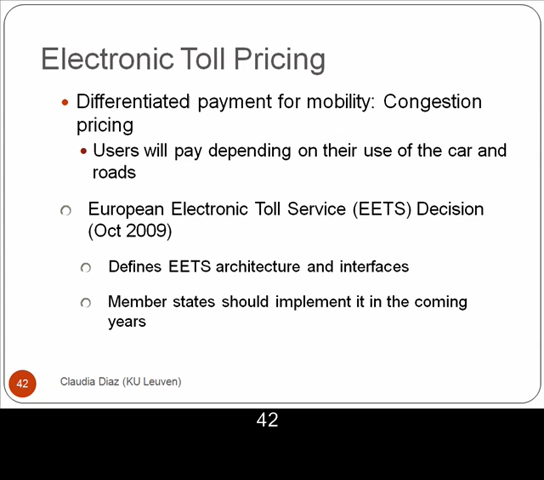 Electronic Toll Pricing
• Differentiated payment for mobility: Congestion
pricing
• Users will pay depending on their use of the car and
roads
European Electronic Toll Service (EETS) Decision
(Oct 2009)
Defines EETS architecture and interfaces
Member states should implement it in the coming
years
42
Claudia Diaz (KU Leuven)
42